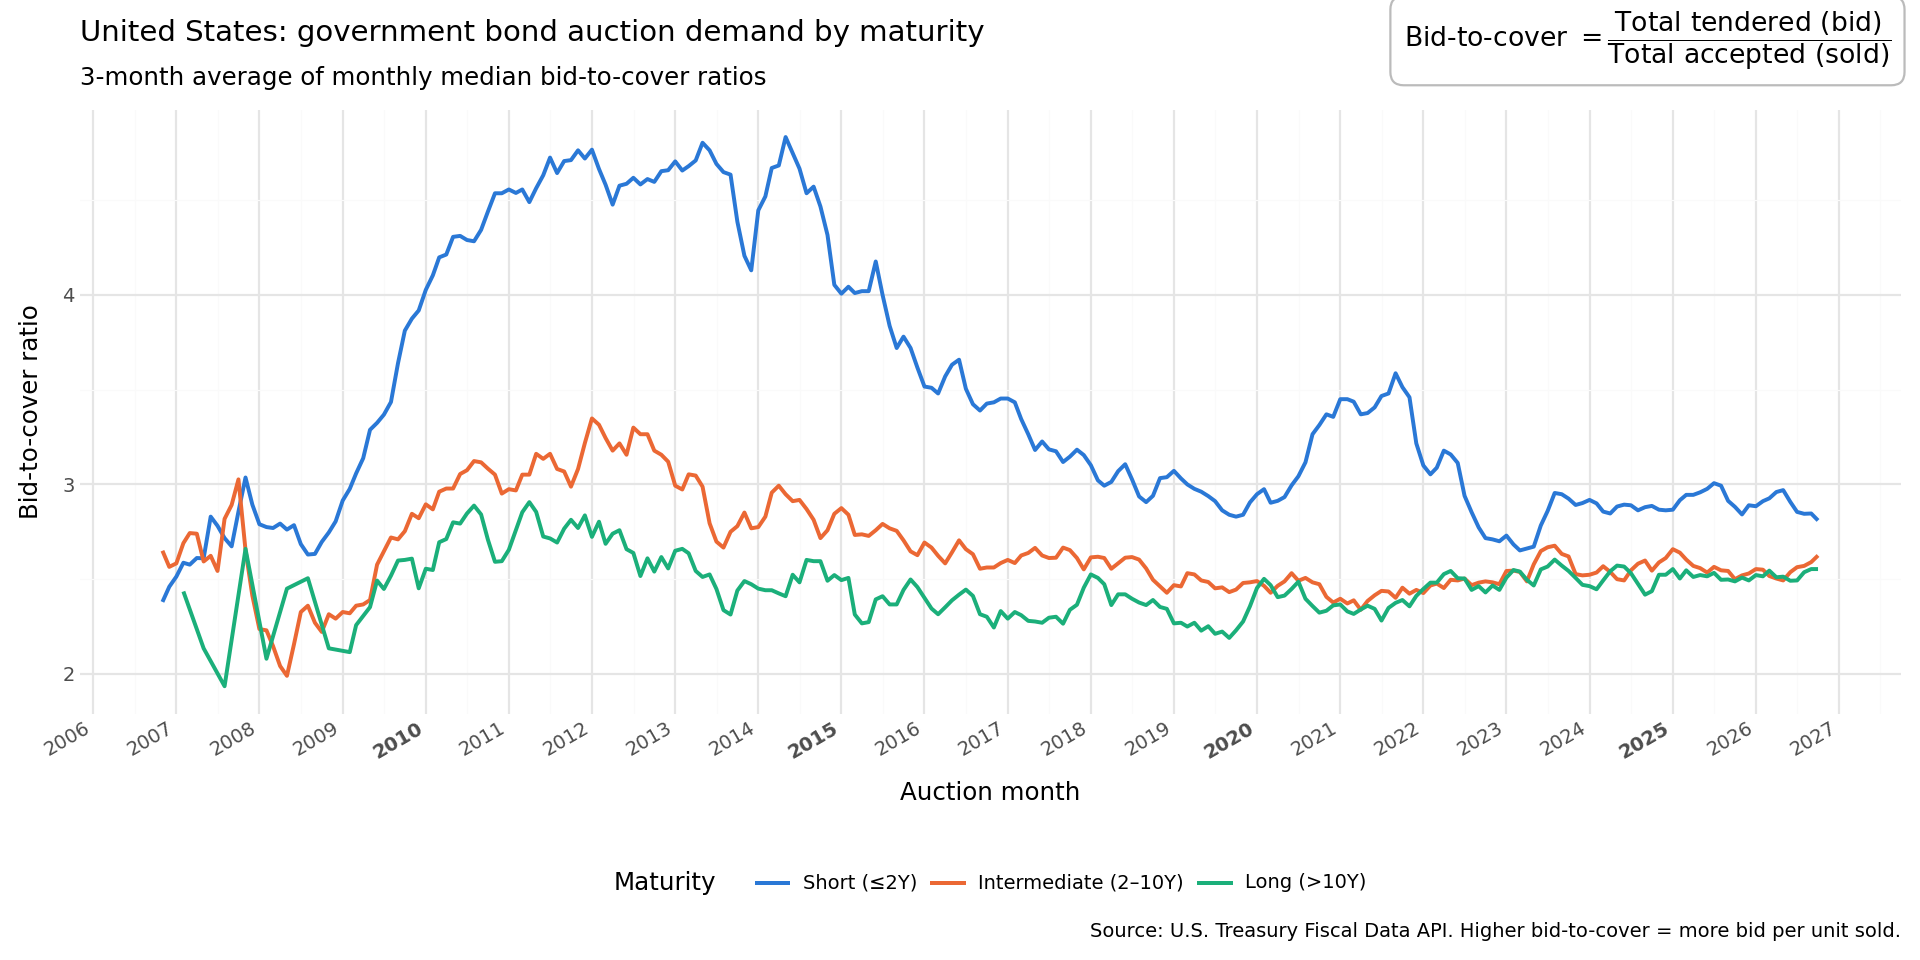 United States: government bond auction demand by maturity
3-month average of monthly median bid-to-cover ratios
Bid-to-cover = Total tendered (bid)
Total accepted (sold)
Bid-to-cover ratio
4
3
2
2006 2007 2008 2009 2010 2011 2012 2013 2014 2015 2016 2017 2018 2019 2020 2021 2022 2023 2024 2025 2026 2027
Auction month
Maturity Short (≤2Y) Intermediate (2–10Y) Long (>10Y)
Source: U.S. Treasury Fiscal Data API. Higher bid-to-cover = more bid per unit sold.